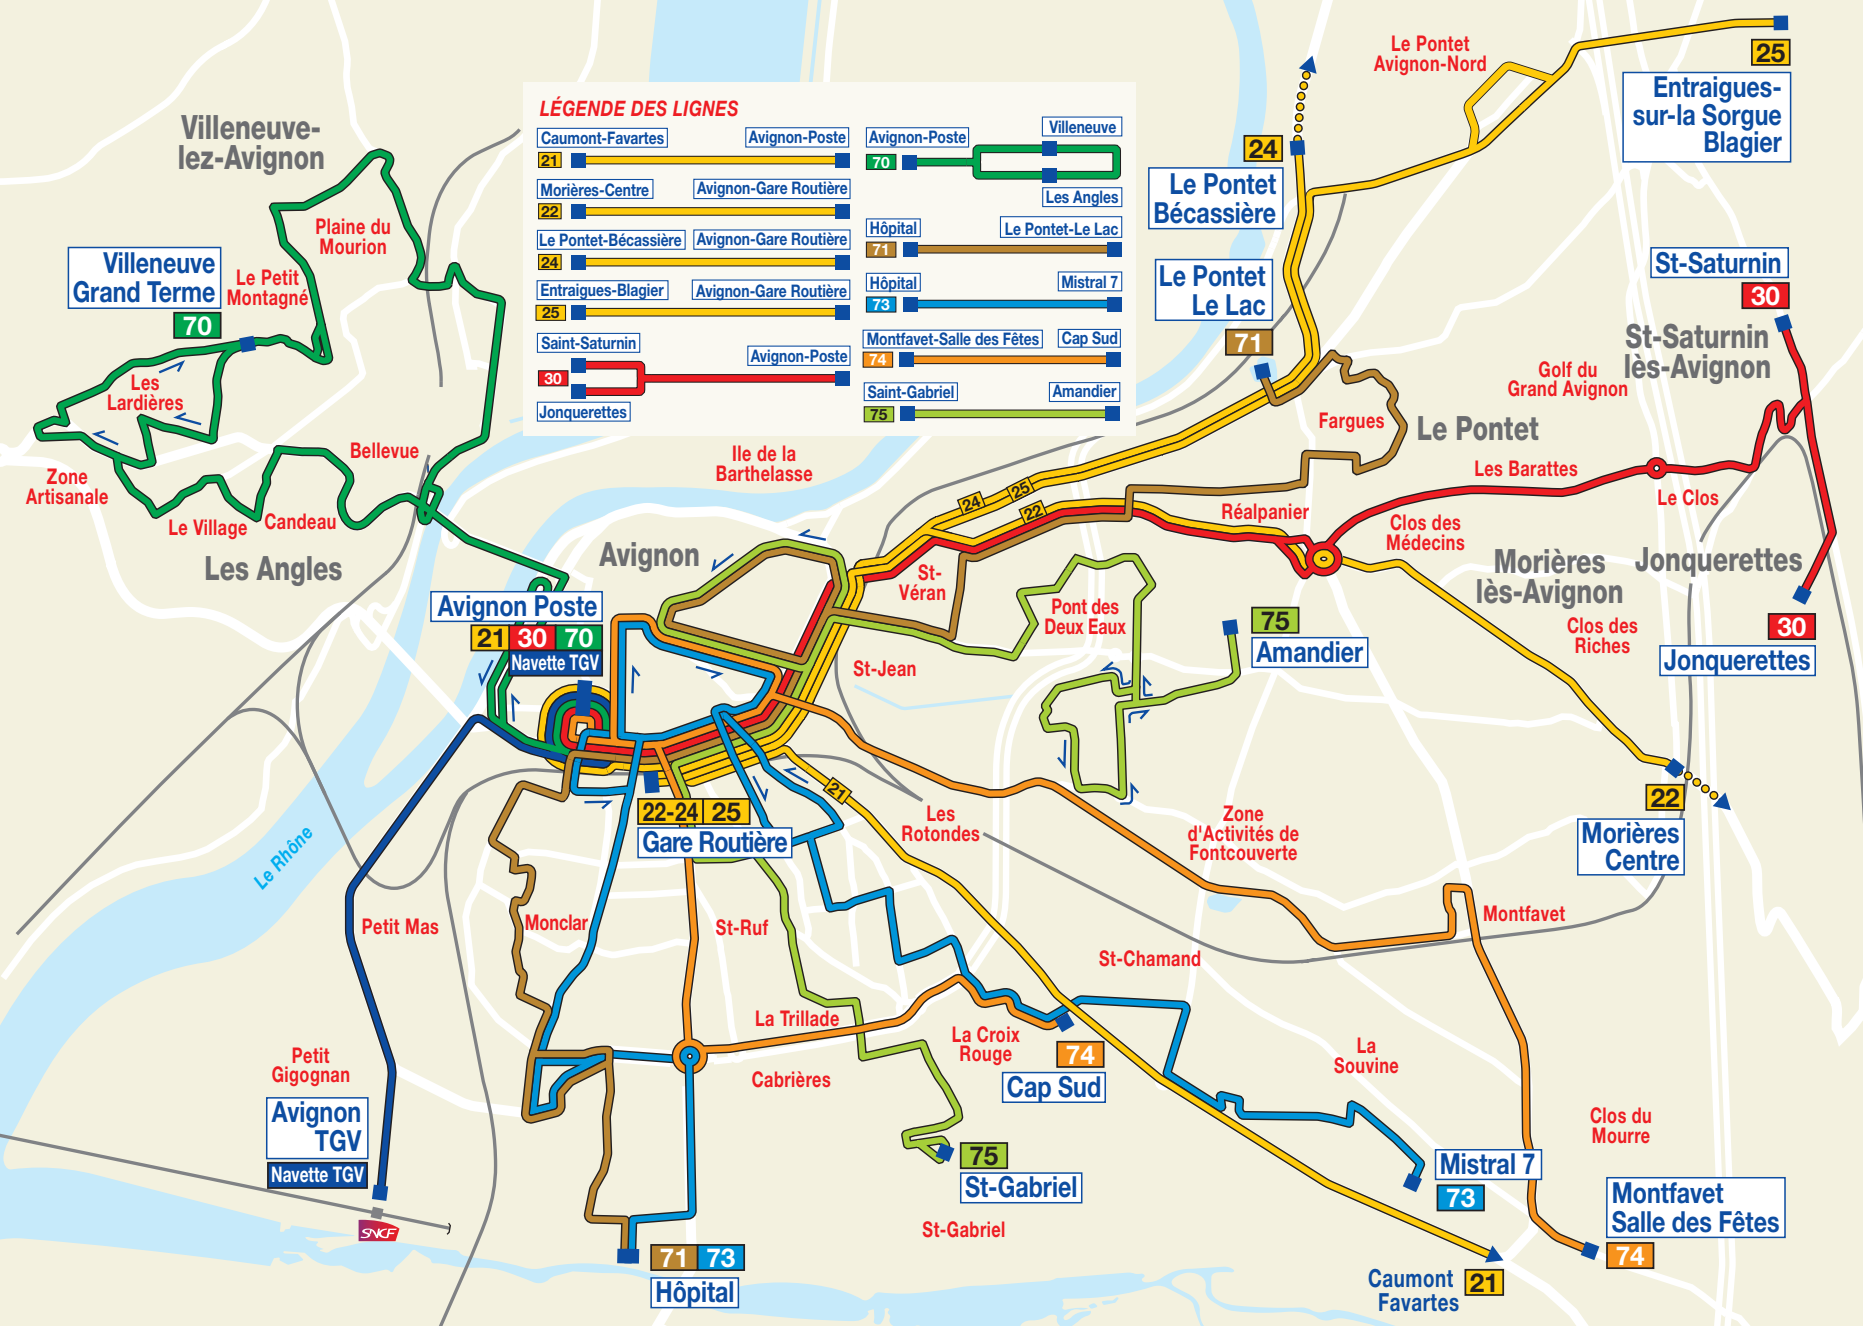 LÉGENDE DES LIGNES
Caumont-Favartes
Avignon-Poste
21
Morières-Centre
Avignon-Gare Routière
22
Le Pontet-Bécassière
Avignon-Gare Routière
24
Entraigues-Blagier
Avignon-Gare Routière
25
Saint-Saturnin
Avignon-Poste
30
Jonquerettes
Avignon-Poste
Villeneuve
70
Les Angles
Hôpital
Le Pontet-Le Lac
71
Hôpital
Mistral 7
73
Montfavet-Salle des Fêtes
Cap Sud
74
Saint-Gabriel
Amandier
75
Villeneuve-
lez-Avignon
Plaine du
Mourion
Villeneuve
Grand Terme
70
Le Petit
Montagné
Les
Lardières
Bellevue
Zone
Artisanale
Le Village
Candeau
Les Angles
Le Pontet
Avignon-Nord
25
Entraigues-
sur-la Sorgue
Blagier
24
Le Pontet
Bécassière
Le Pontet
Le Lac
71
St-Saturnin
30
St-Saturnin
lès-Avignon
Golf du
Grand Avignon
Fargues
Le Pontet
Les Barattes
Le Clos
Ile de la
Barthelasse
24
25
22
Réalpanier
Clos des
Médecins
Morières
lès-Avignon
Jonquerettes
Clos des
Riches
30
Jonquerettes
Avignon
Avignon Poste
21
30
70
Navette TGV
St-
Véran
Pont des
Deux Eaux
75
Amandier
St-Jean
22-24
25
Gare Routière
21
Les
Rotondes
Zone
d'Activités de
Fontcouverte
22
Morières
Centre
Le Rhône
Petit Mas
Monclar
St-Ruf
Montfavet
St-Chamand
La Trillade
La Croix
Rouge
Cabrières
74
Cap Sud
La
Souvine
Petit
Gigognan
Avignon
TGV
Navette TGV
SNCF
Clos du
Mourre
75
St-Gabriel
St-Gabriel
Mistral 7
73
Montfavet
Salle des Fêtes
74
71
73
Hôpital
Caumont
Favartes
21